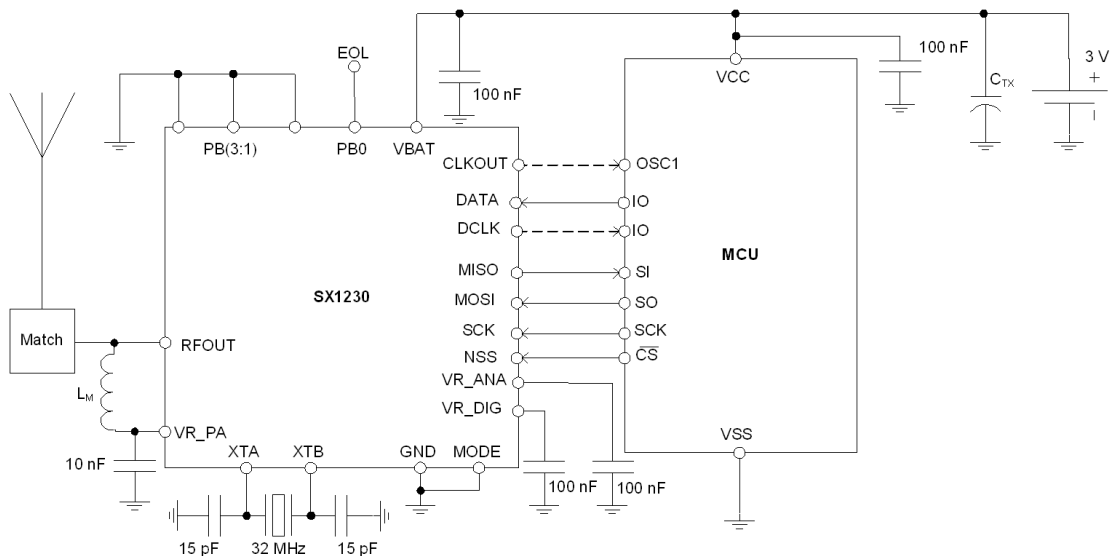 EOL
100 nF
100 nF
3 V
+
C_TX
VCC
PB(3:1)
PB0
VBAT
CLKOUT
OSC1
DATA
IO
DCLK
IO
MCU
MISO
SI
SX1230
MOSI
SO
SCK
SCK
NSS
CS
Match
RFOUT
VR_ANA
L_M
VR_DIG
VR_PA
VSS
XTA
XTB
GND
MODE
10 nF
100 nF
100 nF
15 pF
32 MHz
15 pF